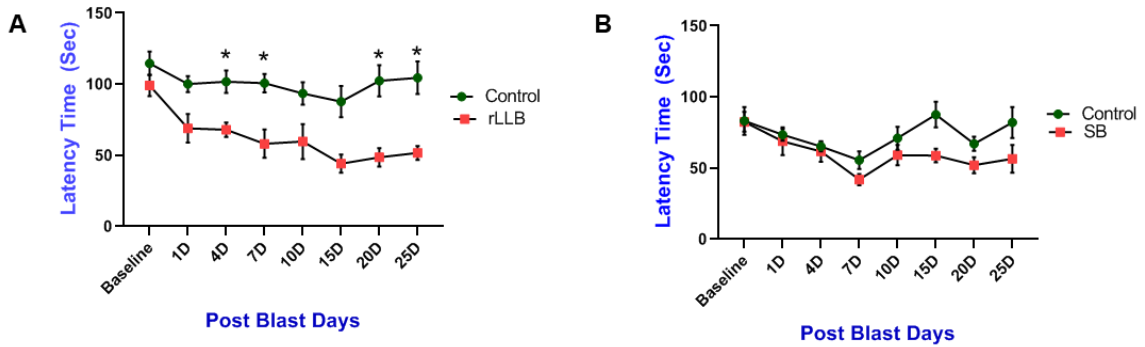 A
Latency Time (Sec)
150
100
50
0
* * * *
Control
rLLB
Baseline
1D
4D
7D
10D
15D
20D
25D
Post Blast Days
B
Latency Time (Sec)
150
100
50
0
Control
SB
Baseline
1D
4D
7D
10D
15D
20D
25D
Post Blast Days